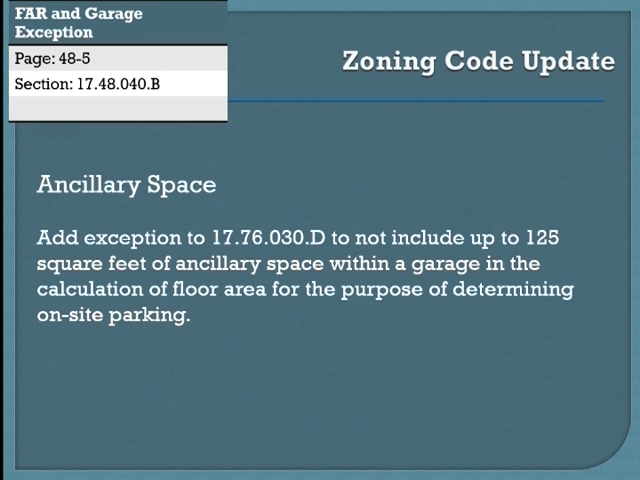 FAR and Garage
Exception
Page: 48-5
Section: 17.48.040.B
Zoning Code Update
Ancillary Space
Add exception to 17.76.030.D to not include up to 125
square feet of ancillary space within a garage in the
calculation of floor area for the purpose of determining
on-site parking.